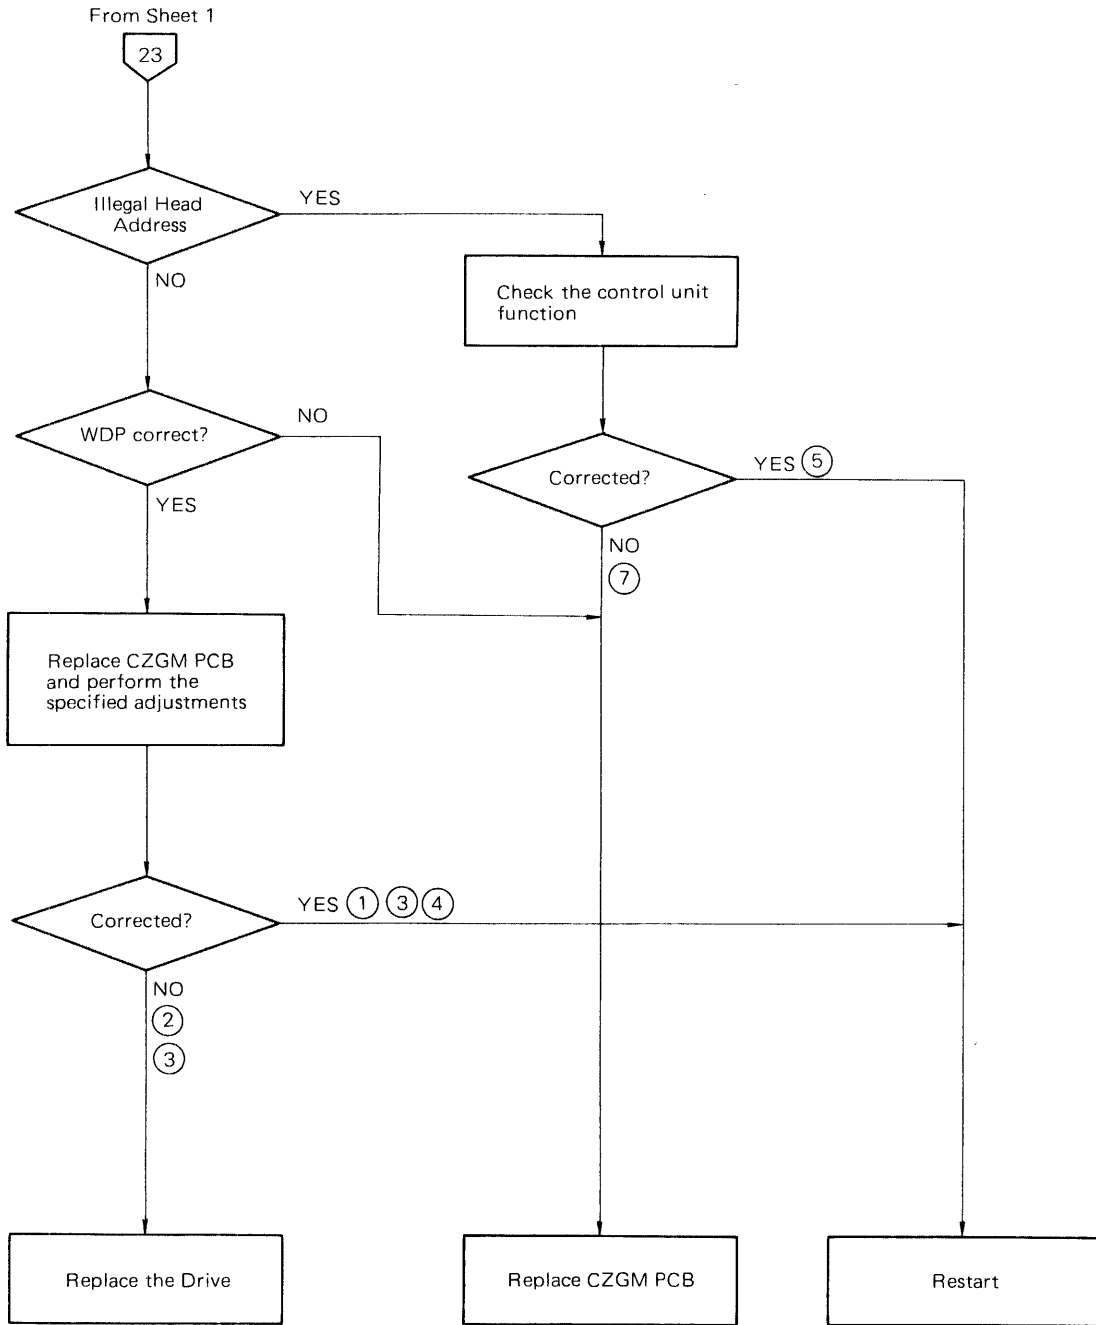 From Sheet 1
23
Illegal Head
Address
YES
NO
Check the control unit
function
WDP correct?
NO
YES
Corrected?
YES 5
NO
7
Replace CZGM PCB
and perform the
specified adjustments
Corrected?
YES 1 3 4
NO
2
3
Replace the Drive
Replace CZGM PCB
Restart